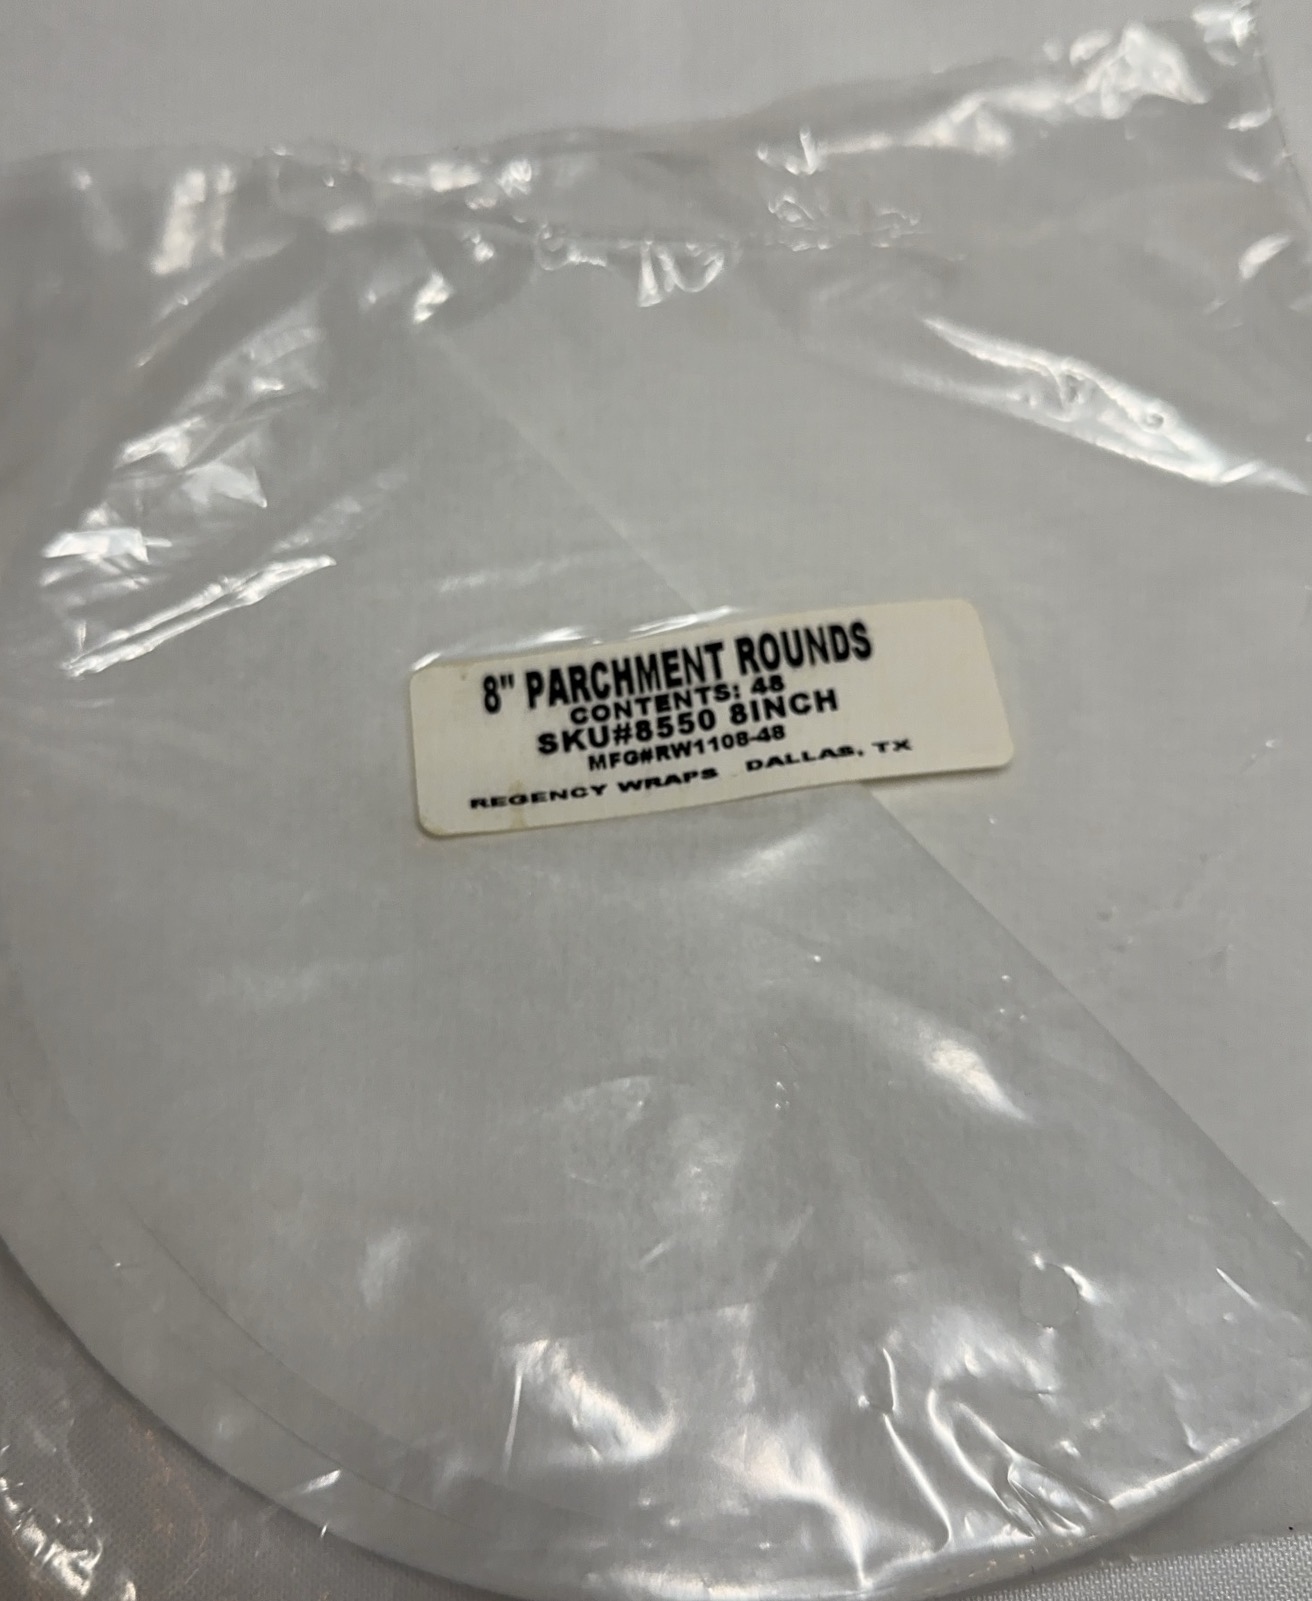 8" PARCHMENT ROUNDS
CONTENTS: 48
SKU#8550 8INCH
MFG#RW1108-48
REGENCY WRAPS DALLAS, TX